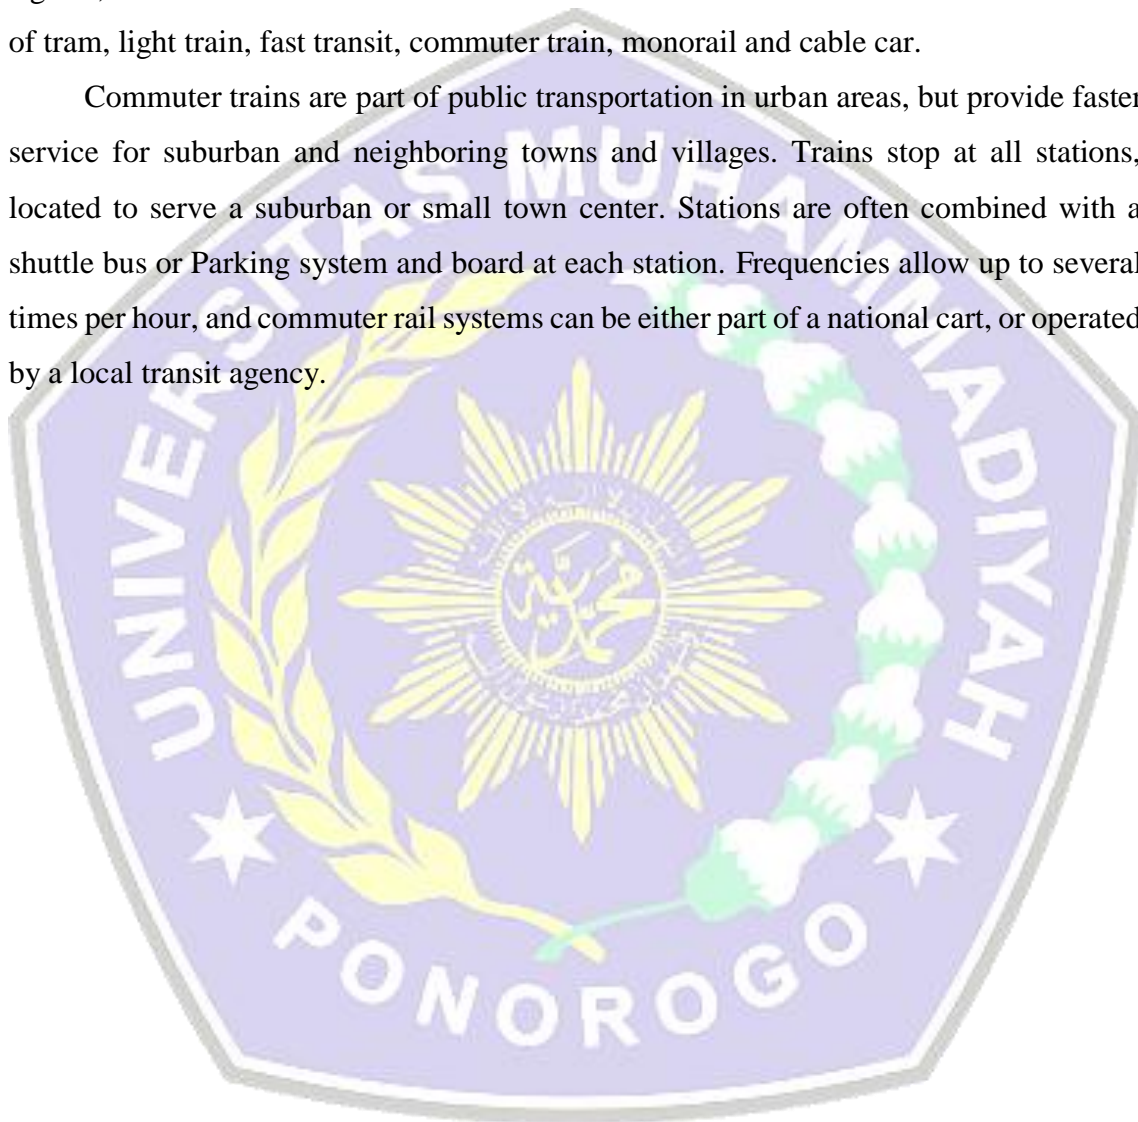 of tram, light train, fast transit, commuter train, monorail and cable car.
Commuter trains are part of public transportation in urban areas, but provide faster
service for suburban and neighboring towns and villages. Trains stop at all stations,
located to serve a suburban or small town center. Stations are often combined with a
shuttle bus or Parking system and board at each station. Frequencies allow up to several
times per hour, and commuter rail systems can be either part of a national cart, or operated
by a local transit agency.
UNIVERSITAS MUHAMMADIYAH
PONOROGO